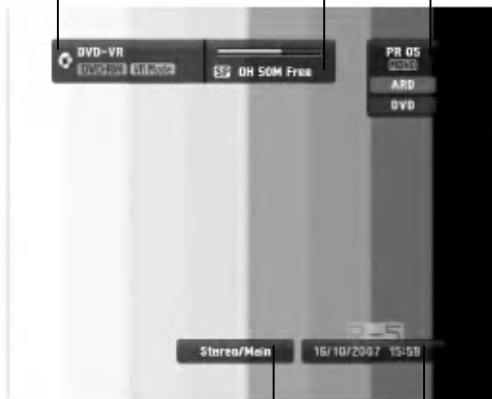 DVD-VR
DVD-RW VR Mode
SP 0H 50M Free
PR 05
MONO
ARD
DVD
P-5
Stereo/Main
16/10/2007 15:59